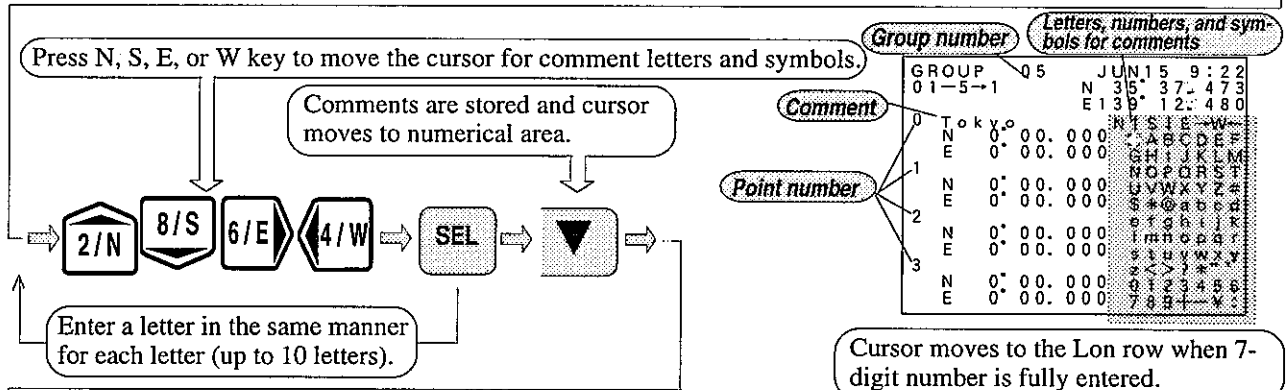 Press N, S, E, or W key to move the cursor for comment letters and symbols.
Comments are stored and cursor
moves to numerical area.
2/N
8/S
6/E
4/W
SEL
Enter a letter in the same manner
for each letter (up to 10 letters).
Group number
Letters, numbers, and sym-
bols for comments
Comment
Point number
GROUP 05 JUN15 9:22
01－5→1 N 35° 37.473
E139° 12.480
0 Tokyo
N 0° 00.000
E 0° 00.000
1
N 0° 00.000
E 0° 00.000
2
N 0° 00.000
E 0° 00.000
3
N 0° 00.000
E 0° 00.000
ABCDEF
GHIJKLM
NOPQRST
UVWXYZ#
$*@abcd
efghijk
lmnopqr
0123456
Cursor moves to the Lon row when 7-
digit number is fully entered.